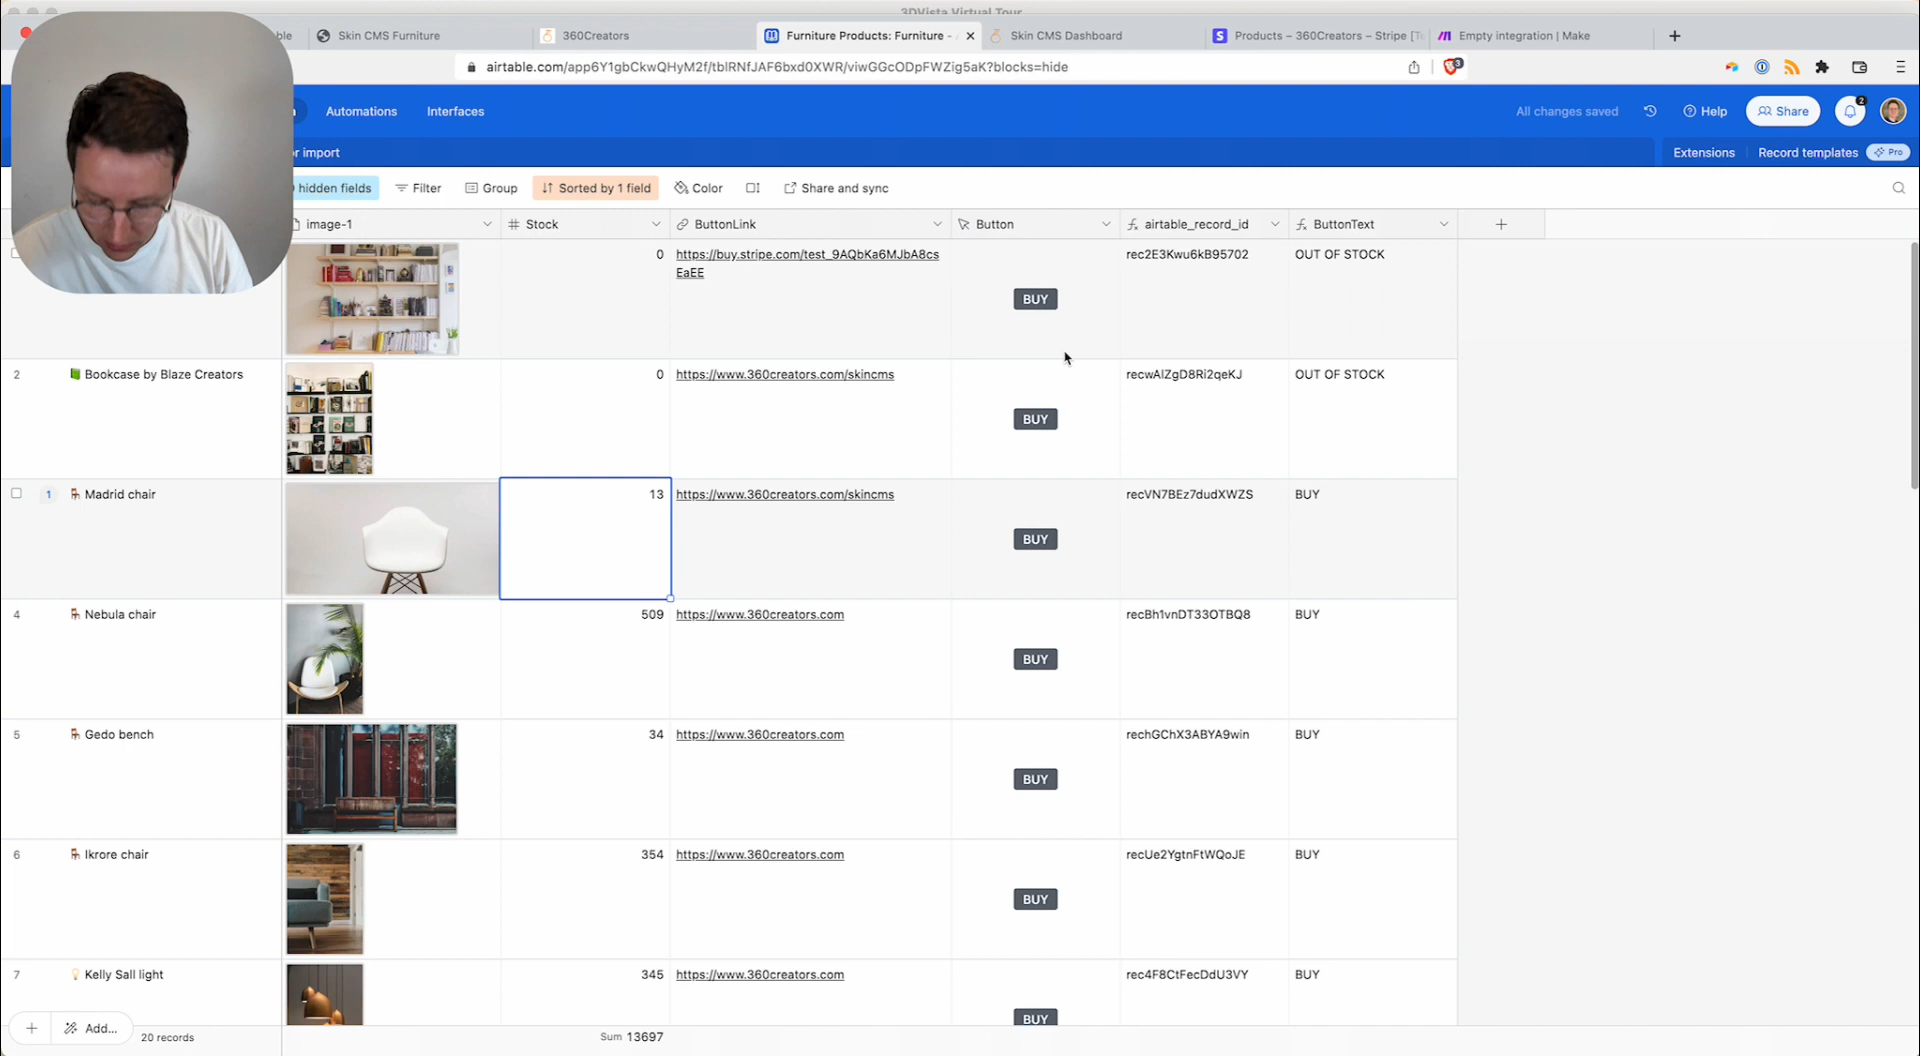 3DVista Virtual Tour
ble
Skin CMS Furniture
360Creators
Furniture Products: Furniture -
Skin CMS Dashboard
Products – 360Creators – Stripe [Te
Empty integration | Make
airtable.com/app6Y1gbCkwQHyM2f/tblRNfJAF6bxd0XWR/viwGGcODpFWZig5aK?blocks=hide
3
Automations
Interfaces
All changes saved
Help
Share
2
or import
Extensions
Record templates
Pro
hidden fields
Filter
Group
Sorted by 1 field
Color
Share and sync
image-1
Stock
ButtonLink
Button
airtable_record_id
ButtonText
0
https://buy.stripe.com/test_9AQbKa6MJbA8cs
EaEE
BUY
rec2E3Kwu6kB95702
OUT OF STOCK
2
Bookcase by Blaze Creators
0
https://www.360creators.com/skincms
BUY
recwAlZgD8Ri2qeKJ
OUT OF STOCK
1
Madrid chair
13
https://www.360creators.com/skincms
BUY
recVN7BEz7dudXWZS
BUY
4
Nebula chair
509
https://www.360creators.com
BUY
recBh1vnDT33OTBQ8
BUY
5
Gedo bench
34
https://www.360creators.com
BUY
rechGChX3ABYA9win
BUY
6
Ikrore chair
354
https://www.360creators.com
BUY
recUe2YgtnFtWQoJE
BUY
7
Kelly Sall light
345
https://www.360creators.com
BUY
rec4F8CtFecDdU3VY
BUY
Add...
20 records
Sum 13697